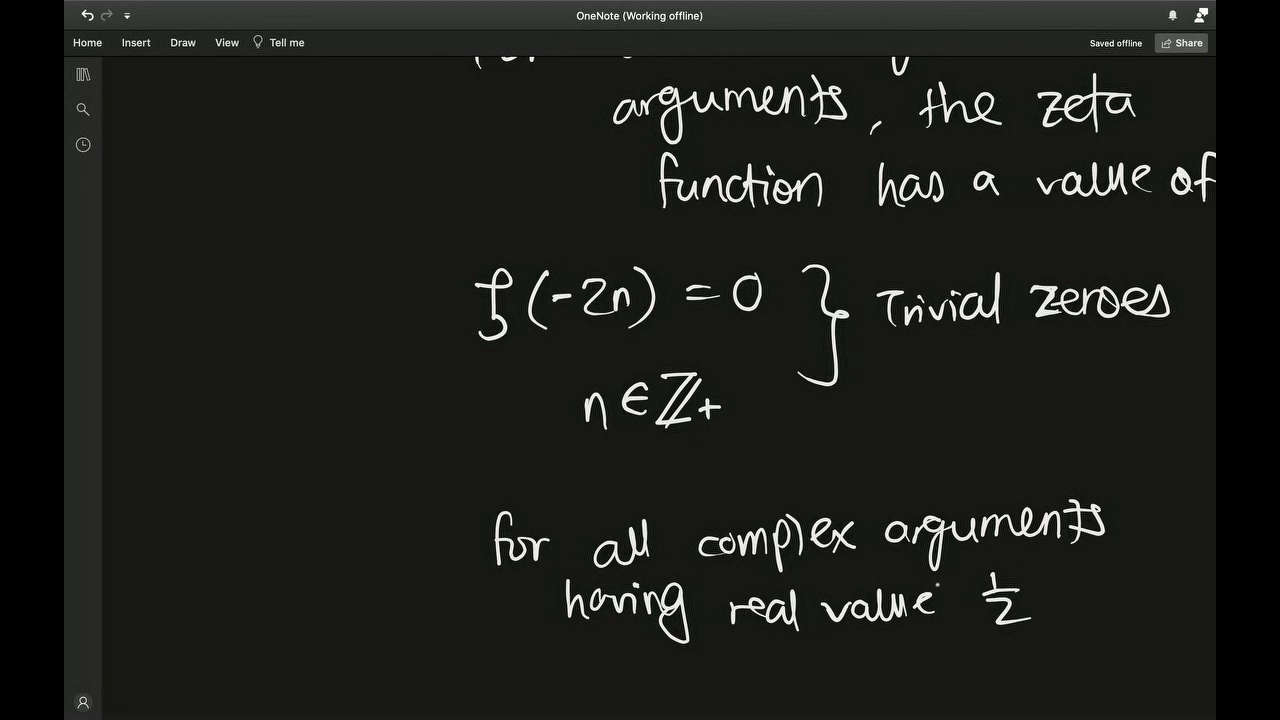 OneNote (Working offline)
Home Insert Draw View Tell me
Saved offline Share
arguments, the zeta
function has a value of
ζ(-2n) = 0 } Trivial zeroes
n ∈ ℤ+
for all complex arguments
having real value 1/2